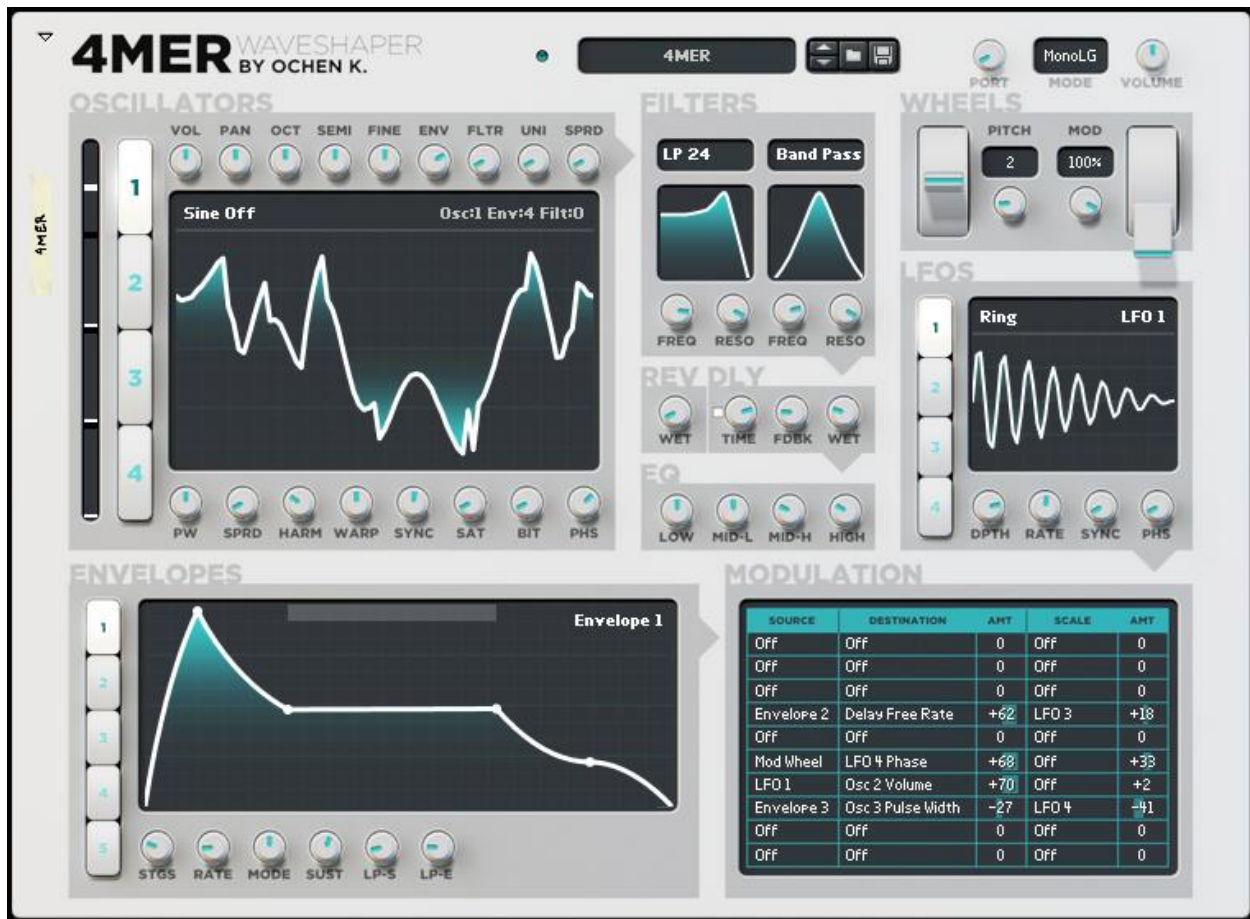 4MER WAVESHAPER
BY OCHEN K.
4MER
PORT
MonoLG
MODE
VOLUME
4MER
OSCILLATORS
VOL PAN OCT SEMI FINE ENV FLTR UNI SPRD
1
2
3
4
Sine Off
Osc:1 Env:4 Filt:0
PW SPRD HARM WARP SYNC SAT BIT PHS
FILTERS
LP 24
Band Pass
FREQ RESO FREQ RESO
REV DLY
WET TIME FDBK WET
EQ
LOW MID-L MID-H HIGH
WHEELS
PITCH MOD
2 100%
LFOS
1
2
3
4
Ring LFO 1
DPTH RATE SYNC PHS
ENVELOPES
1
2
3
4
5
Envelope 1
STGS RATE MODE SUST LP-S LP-E
MODULATION
SOURCE DESTINATION AMT SCALE AMT
Off Off 0 Off 0
Off Off 0 Off 0
Off Off 0 Off 0
Envelope 2 Delay Free Rate +62 LFO 3 +18
Off Off 0 Off 0
Mod Wheel LFO 4 Phase +68 Off +33
LFO 1 Osc 2 Volume +70 Off +2
Envelope 3 Osc 3 Pulse Width -27 LFO 4 -41
Off Off 0 Off 0
Off Off 0 Off 0